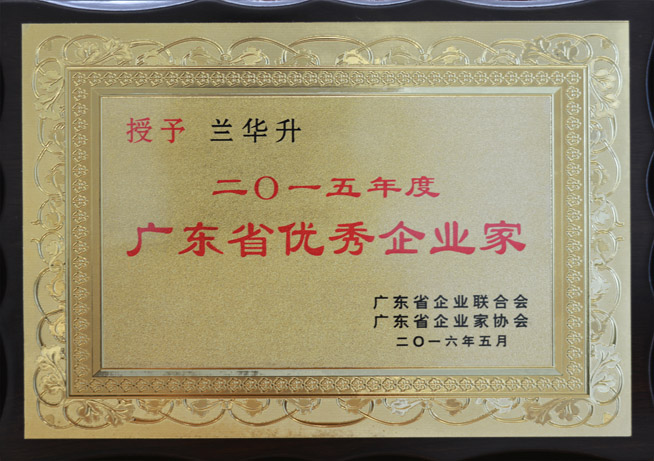 授予 兰华升
二〇一五年度
广东省优秀企业家
广东省企业联合会
广东省企业家协会
二〇一六年五月